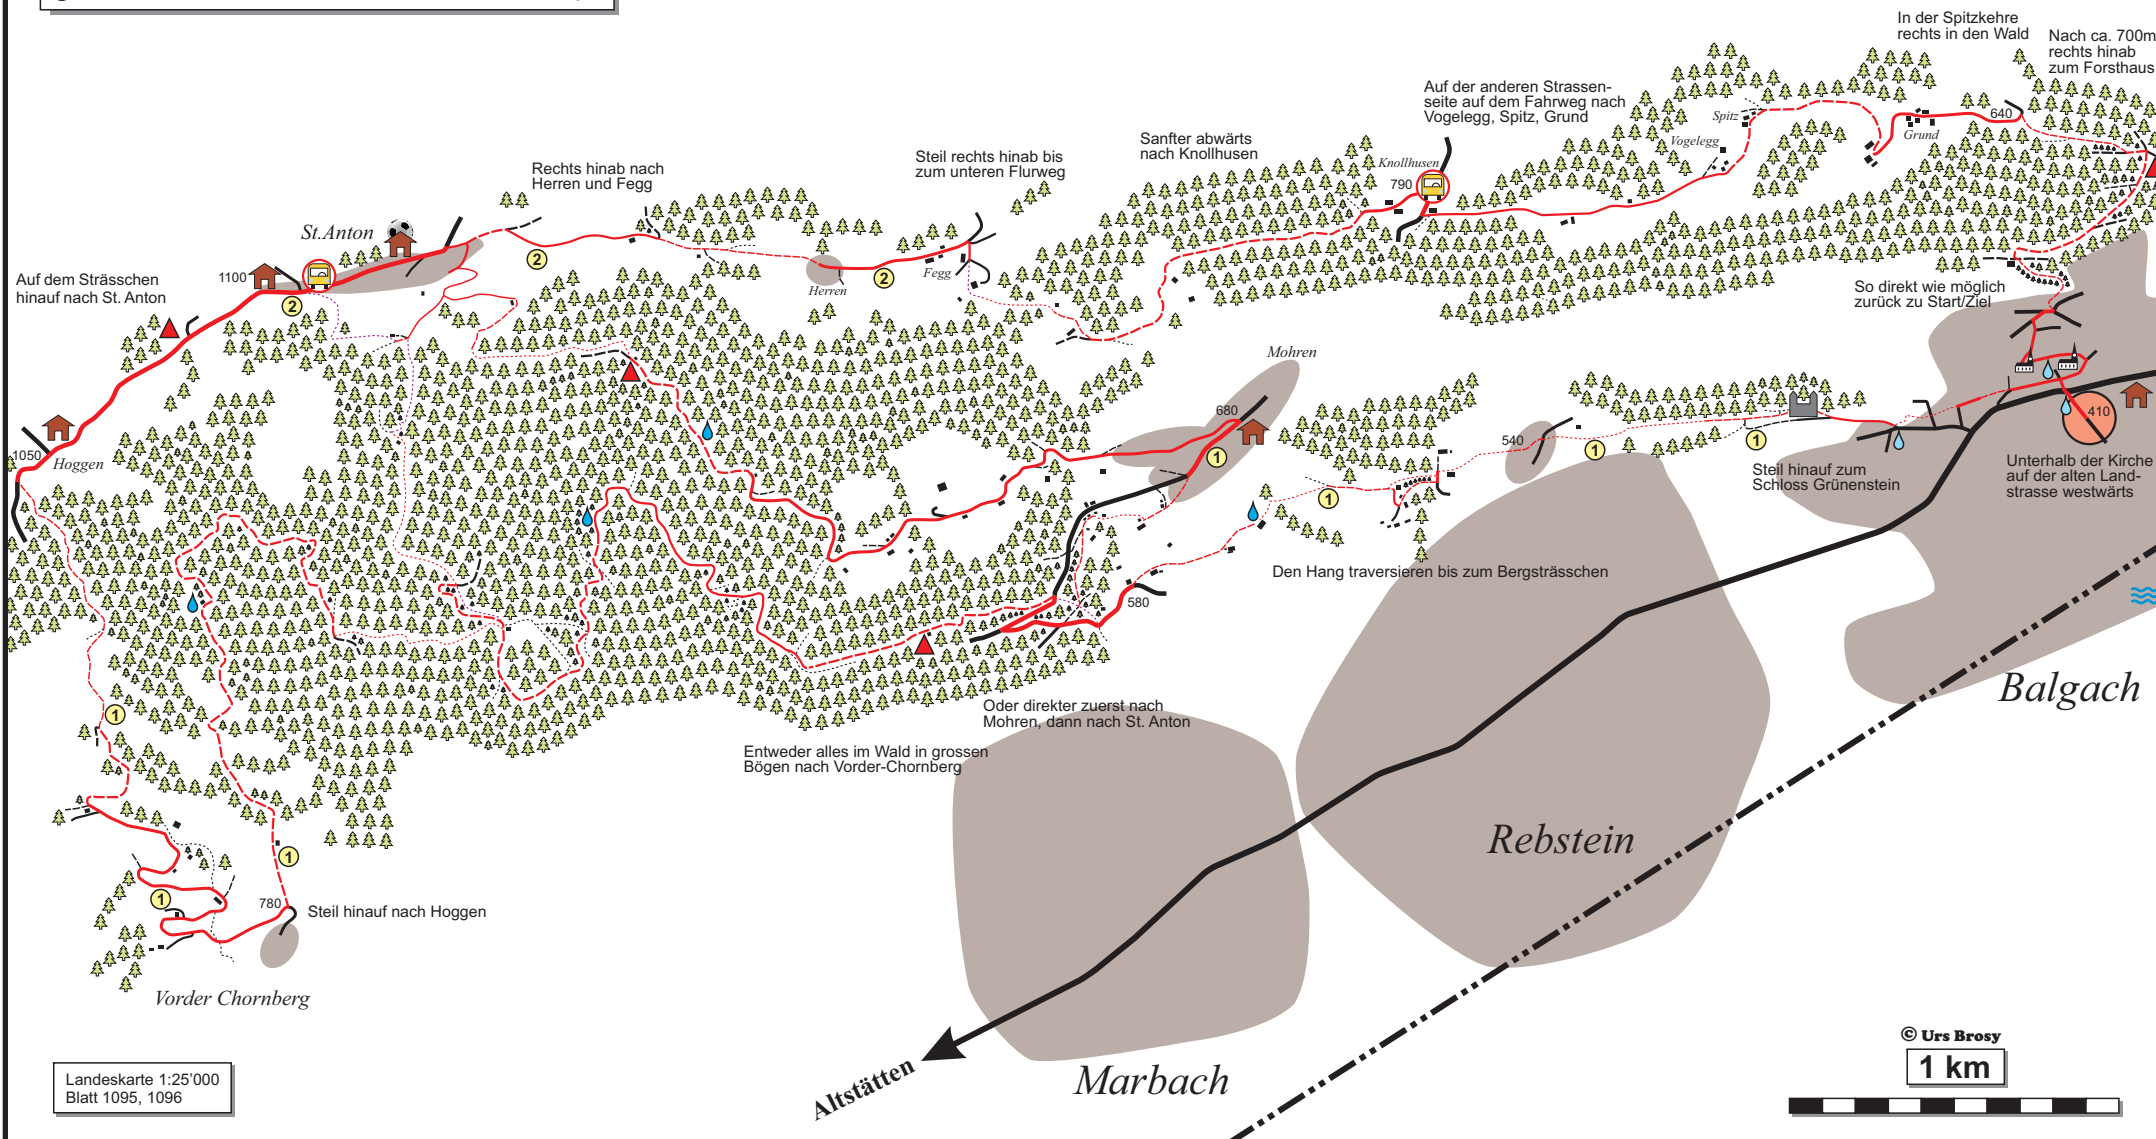 In der Spitzkehre
rechts in den Wald
Nach ca. 700m
rechts hinab
zum Forsthaus
Auf der anderen Strassen-
seite auf dem Fahrweg nach
Vogelegg, Spitz, Grund
Spitz
Vogelegg
Grund
640
Sanfter abwärts
nach Knollhusen
Knollhusen
790
Steil rechts hinab bis
zum unteren Flurweg
Rechts hinab nach
Herren und Fegg
St.Anton
1100
2
2
2
Herren
Fegg
Auf dem Strässchen
hinauf nach St. Anton
So direkt wie möglich
zurück zu Start/Ziel
Mohren
680
1
540
1
1
1
410
1050
Hoggen
Steil hinauf zum
Schloss Grünenstein
Unterhalb der Kirche
auf der alten Land-
strasse westwärts
Den Hang traversieren bis zum Bergsträsschen
580
Balgach
Oder direkter zuerst nach
Mohren, dann nach St. Anton
Entweder alles im Wald in grossen
Bögen nach Vorder-Chornberg
1
1
1
780
Steil hinauf nach Hoggen
Vorder Chornberg
Rebstein
Marbach
Altstätten
© Urs Brosy
1 km
Landeskarte 1:25'000
Blatt 1095, 1096